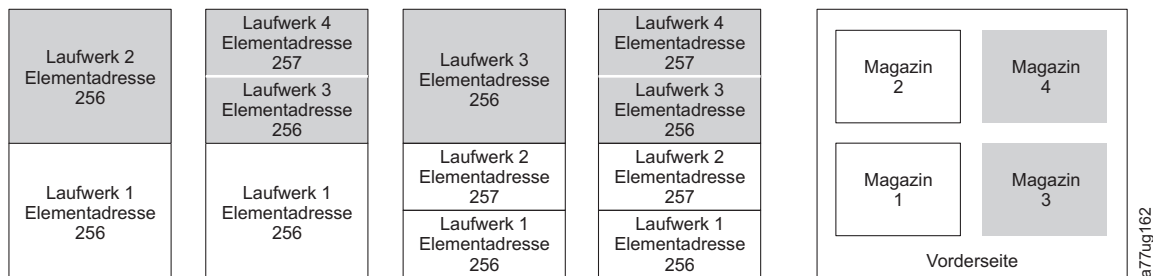 Laufwerk 2
Elementadresse
256
Laufwerk 1
Elementadresse
256
Laufwerk 4
Elementadresse
257
Laufwerk 3
Elementadresse
256
Laufwerk 1
Elementadresse
256
Laufwerk 3
Elementadresse
256
Laufwerk 2
Elementadresse
257
Laufwerk 1
Elementadresse
256
Laufwerk 4
Elementadresse
257
Laufwerk 3
Elementadresse
256
Laufwerk 2
Elementadresse
257
Laufwerk 1
Elementadresse
256
Magazin
2
Magazin
4
Magazin
1
Magazin
3
Vorderseite
a77ug162